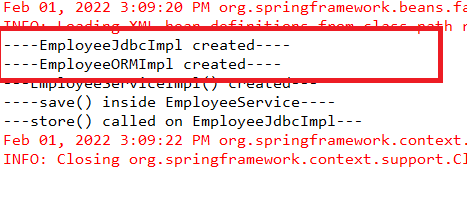 Feb 01, 2022 3:09:20 PM org.springframework.beans.fa
INFO: Loading XML bean definitions from class path
----EmployeeJdbcImpl created----
----EmployeeORMImpl created----
---EmployeeServiceImpl() created---
----save() inside EmployeeService----
---store() called on EmployeeJdbcImpl---
Feb 01, 2022 3:09:22 PM org.springframework.context.
INFO: Closing org.springframework.context.support.Cl